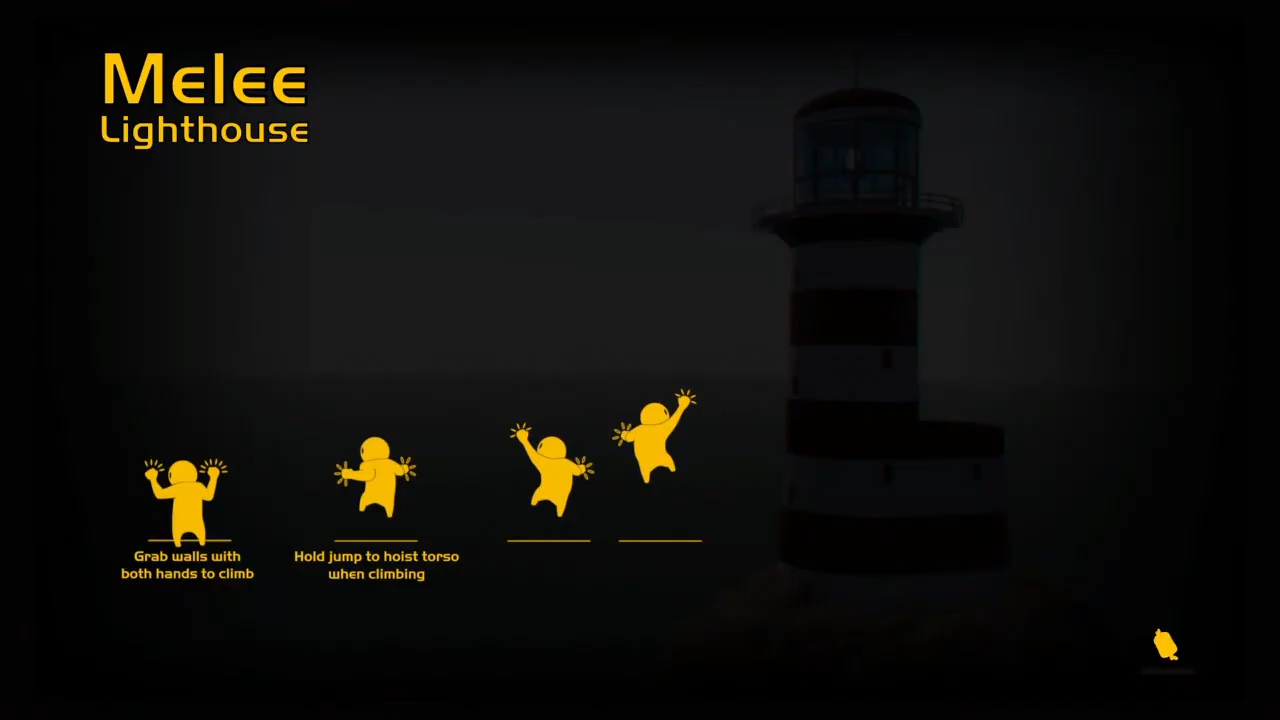 Melee
Lighthouse
Grab walls with
both hands to climb
Hold jump to hoist torso
when climbing